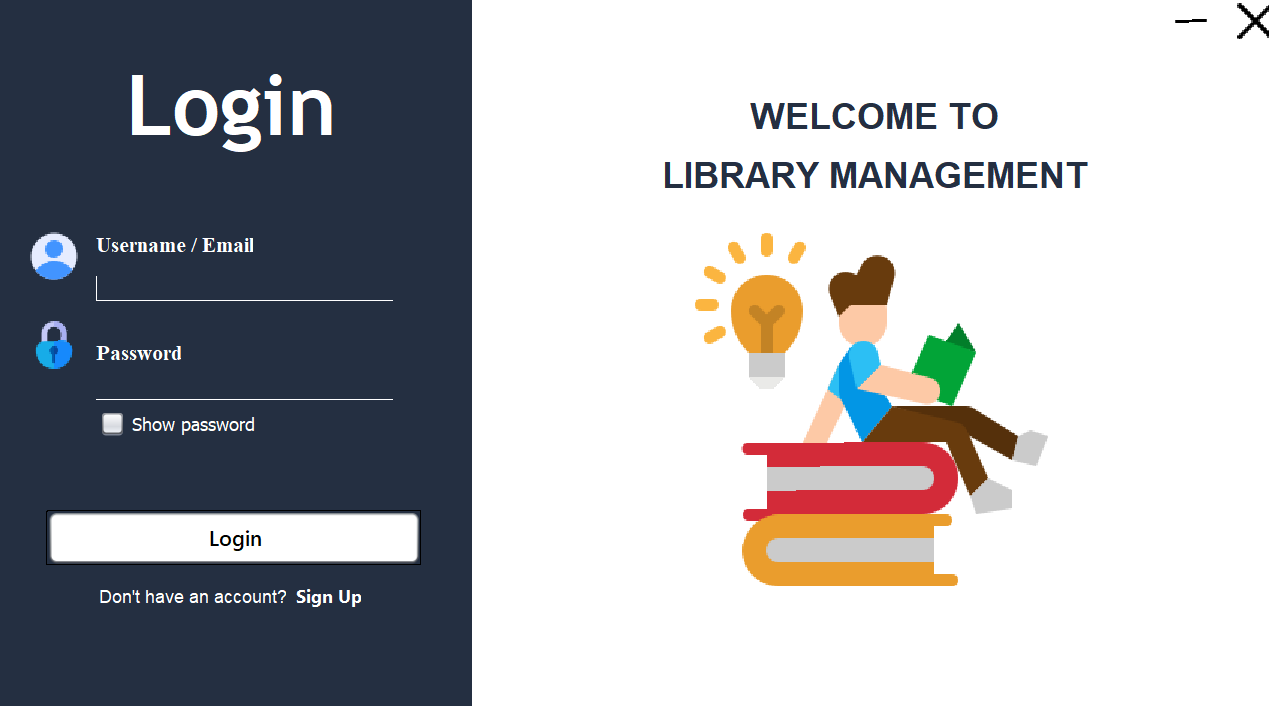 Login
Username / Email
Password
Show password
Login
Don't have an account? Sign Up
WELCOME TO
LIBRARY MANAGEMENT